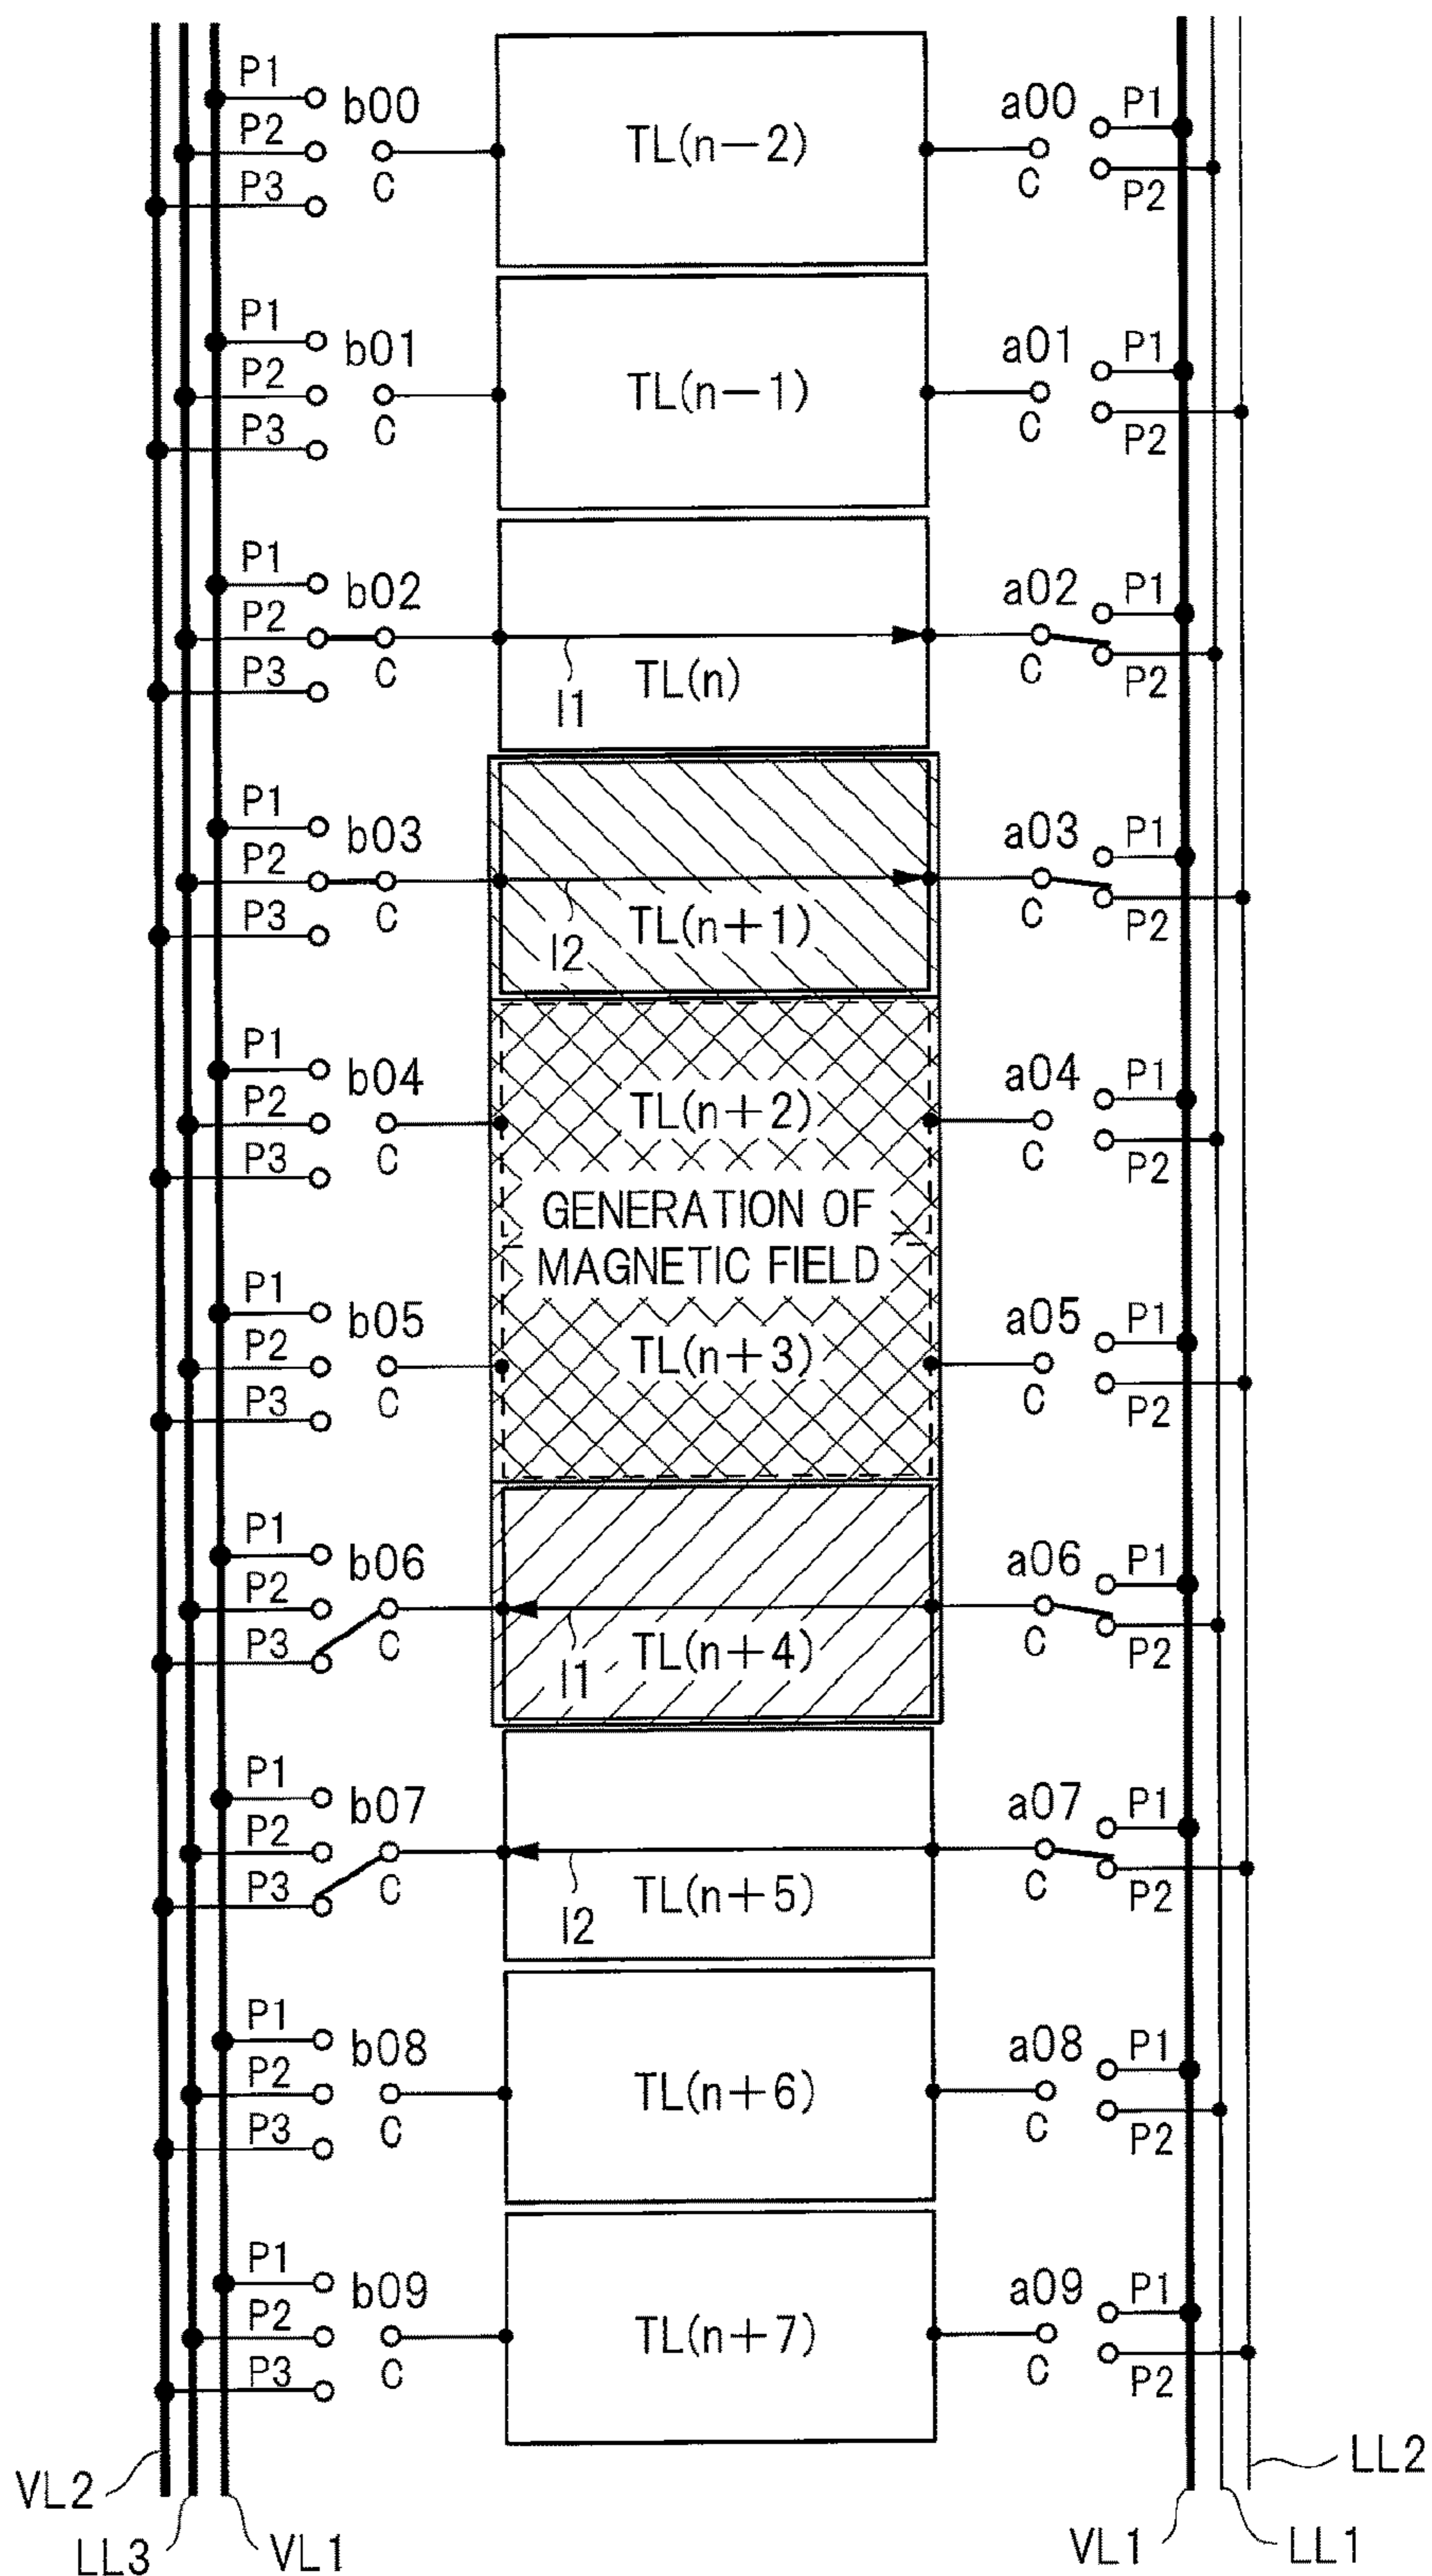 P1 b00 a00 P1
P2 TL(n−2)
P3 C C P2
P1 b01 a01 P1
P2 TL(n−1)
P3 C C P2
P1 b02 a02 P1
P2
P3 C I1 TL(n) C P2
P1 b03 a03 P1
P2
P3 C I2 TL(n+1) C P2
P1 b04 a04 P1
P2 TL(n+2)
P3 C C P2
GENERATION OF
MAGNETIC FIELD
P1 b05 a05 P1
P2 TL(n+3)
P3 C C P2
P1 b06 a06 P1
P2
P3 C I1 TL(n+4) C P2
P1 b07 a07 P1
P2
P3 C I2 TL(n+5) C P2
P1 b08 a08 P1
P2 TL(n+6)
P3 C C P2
P1 b09 a09 P1
P2 TL(n+7)
P3 C C P2
VL2 LL2
LL3 VL1 VL1 LL1